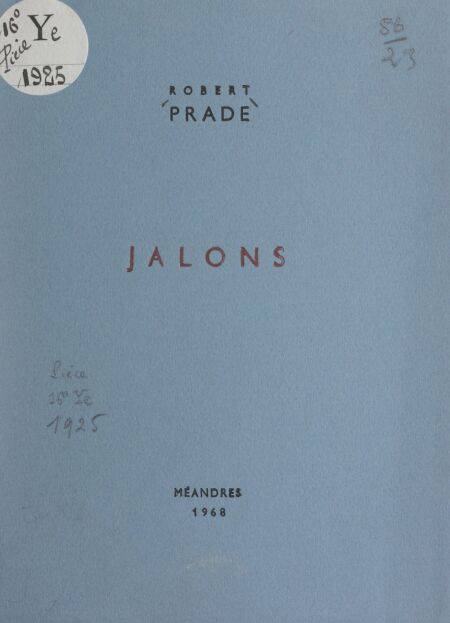 16°
Ye
Pièce
1925
86
23
ROBERT
PRADE
JALONS
Pièce
16° Ye
1925
MÉANDRES
1968